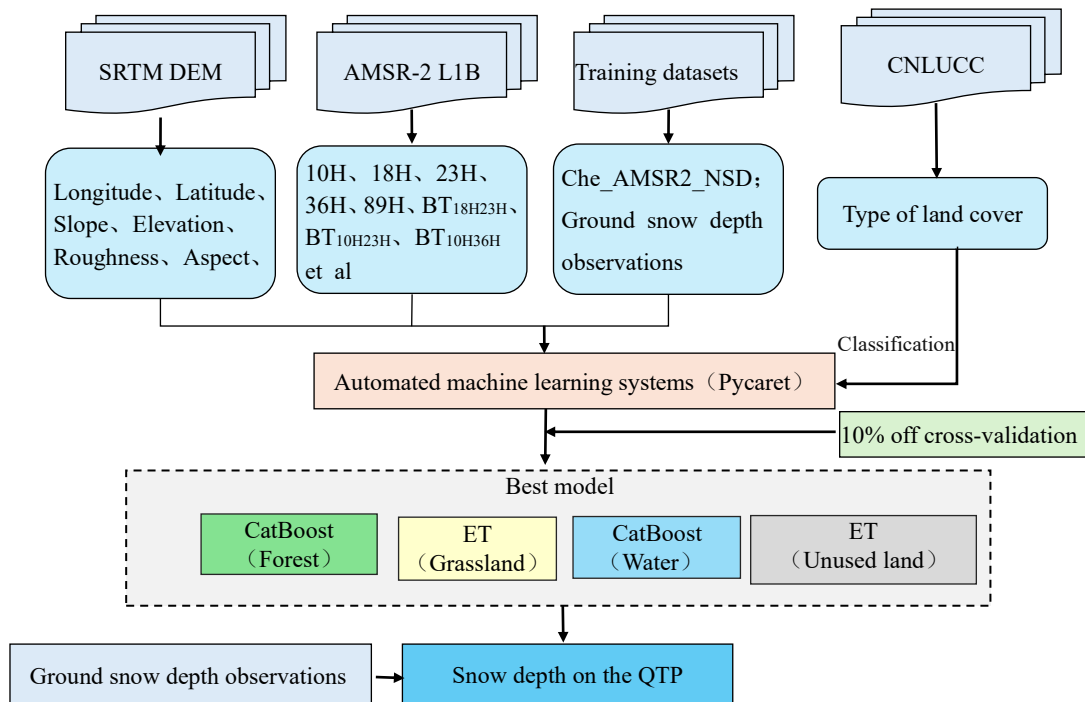 SRTM DEM
AMSR-2 L1B
Training datasets
CNLUCC
Longitude、Latitude、
Slope、Elevation、
Roughness、Aspect、
10H、18H、23H、
36H、89H、BT18H23H、
BT10H23H、BT10H36H
et al
Che_AMSR2_NSD；
Ground snow depth
observations
Type of land cover
Classification
Automated machine learning systems（Pycaret）
10% off cross-validation
Best model
CatBoost
（Forest）
ET
（Grassland）
CatBoost
（Water）
ET
（Unused land）
Ground snow depth observations
Snow depth on the QTP